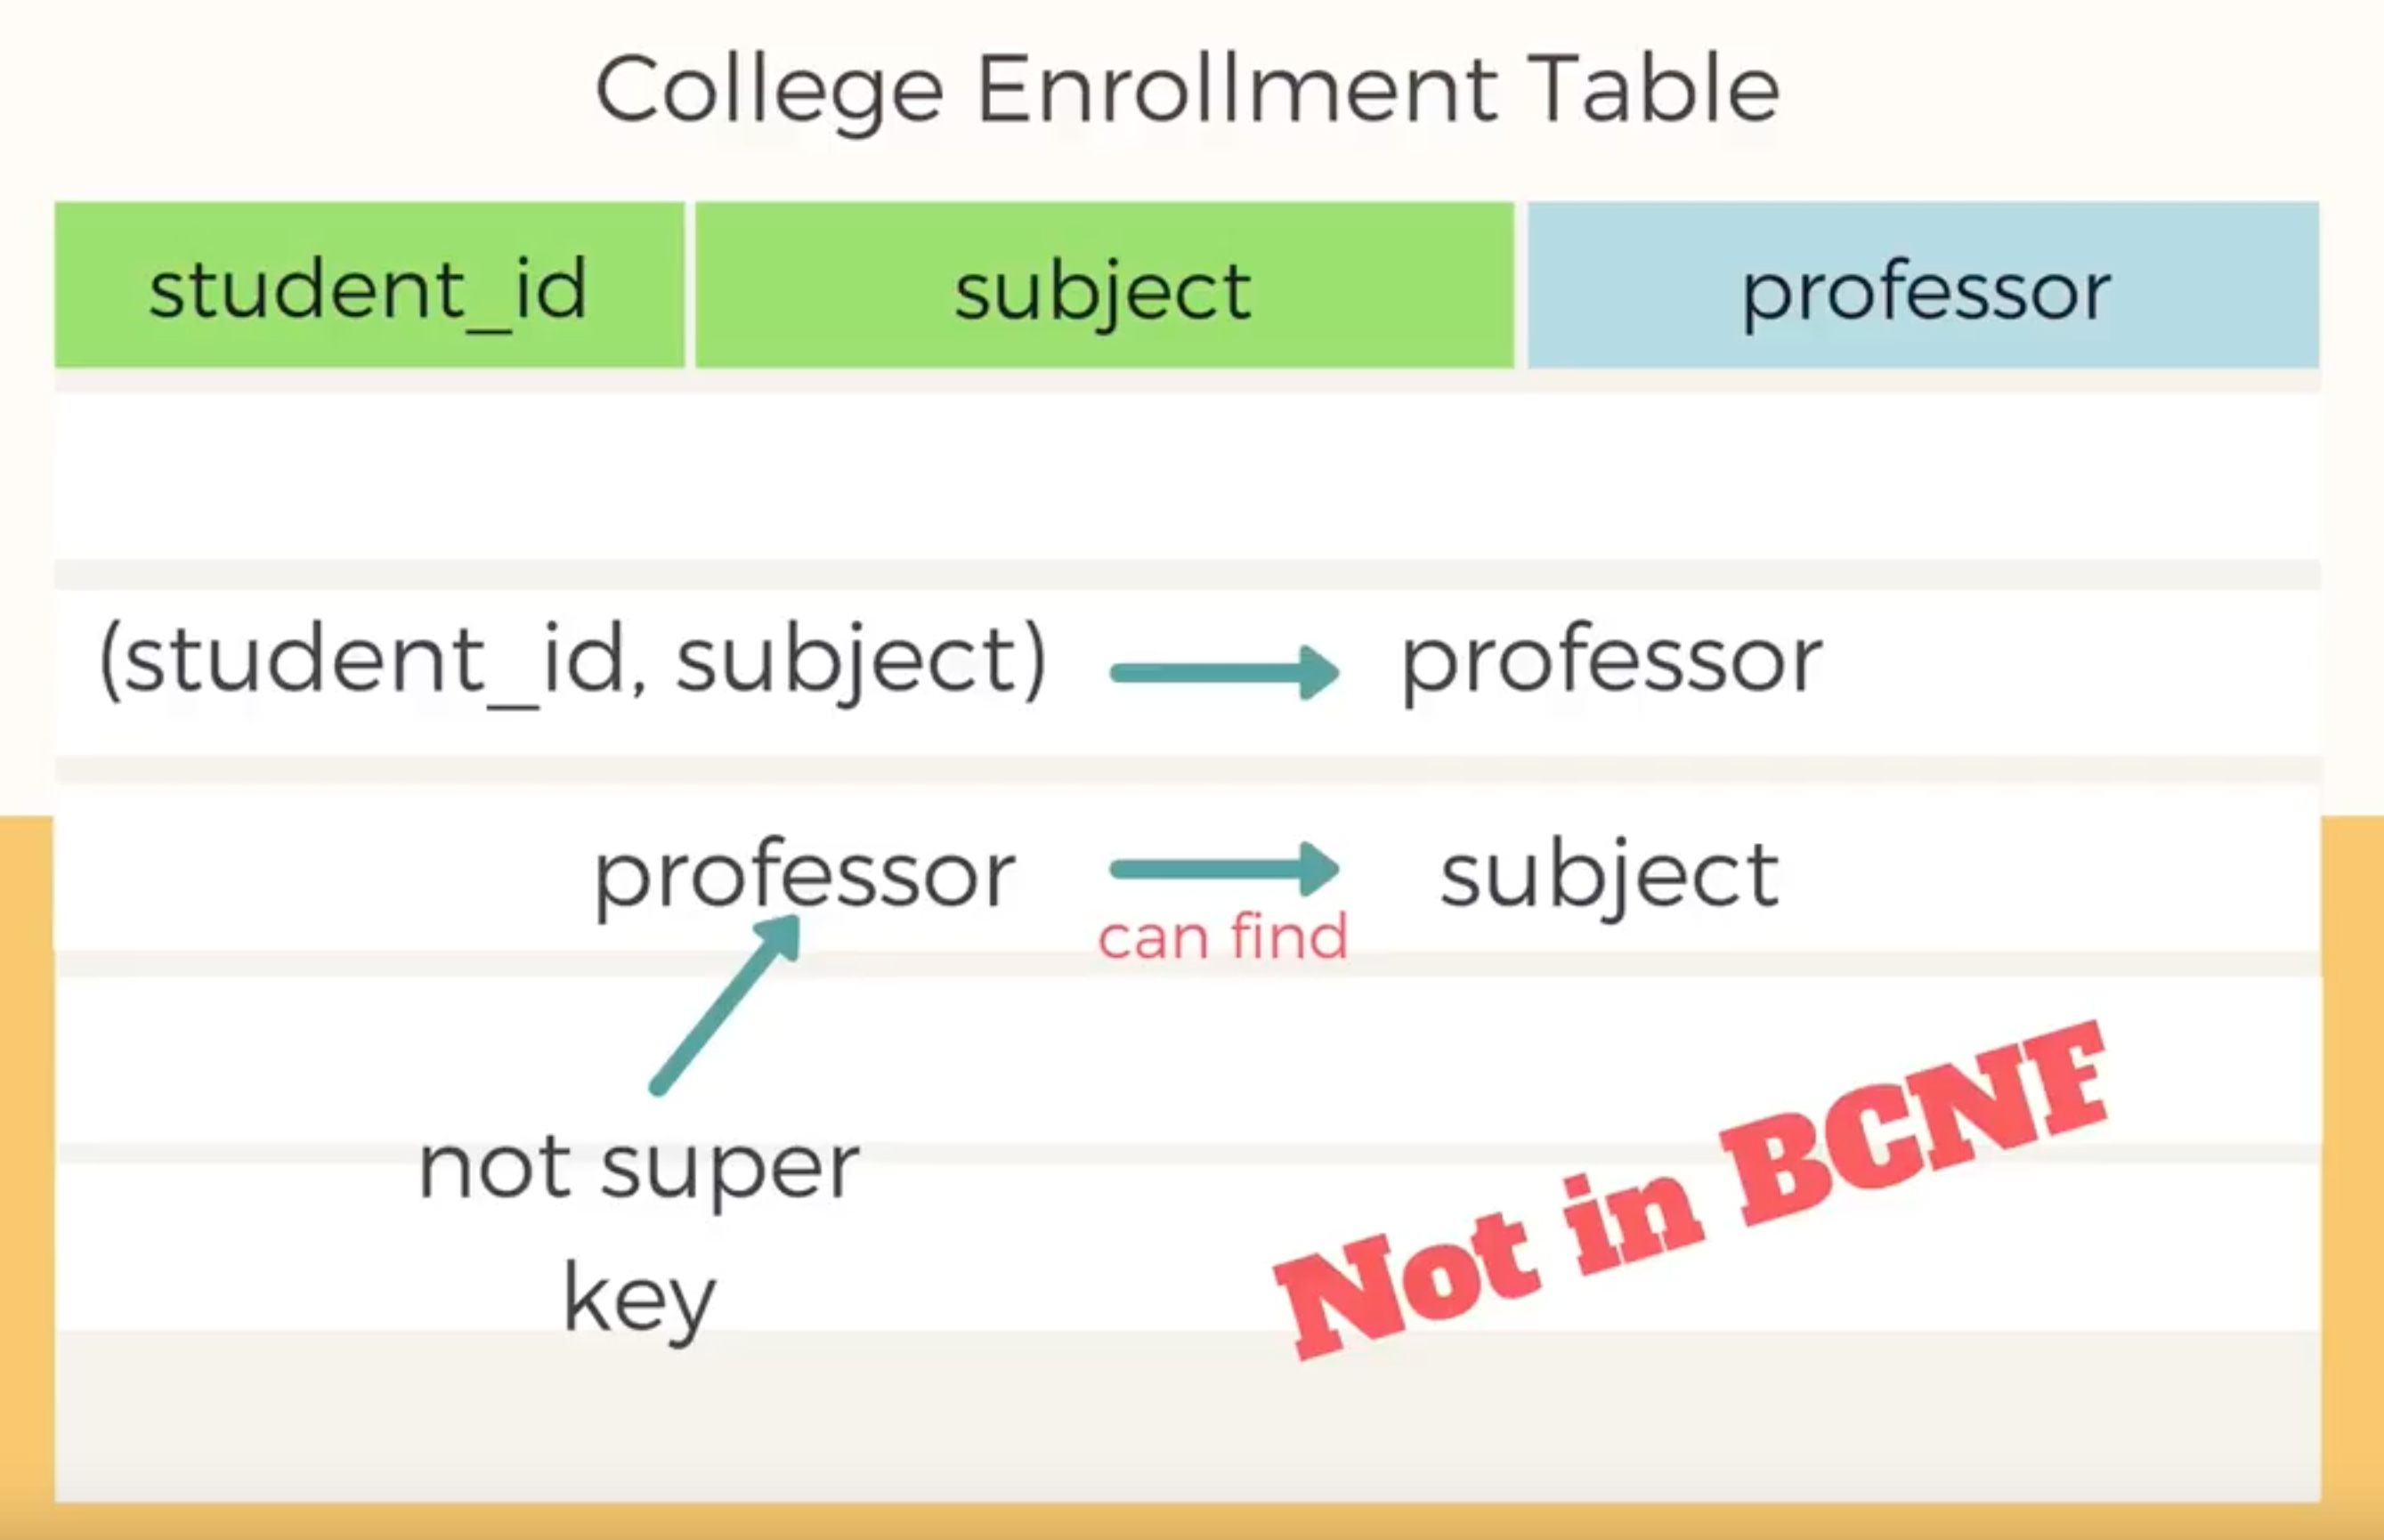 College Enrollment Table
student_id subject professor
(student_id, subject) professor
professor subject
can find
not super
key
Not in BCNF